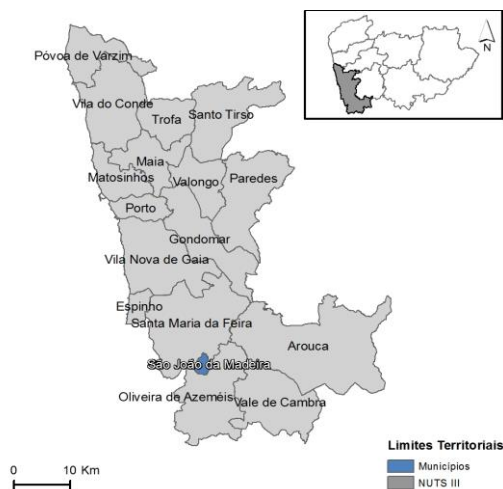 N
Póvoa de Varzim
Vila do Conde
Trofa
Santo Tirso
Maia
Matosinhos
Valongo
Paredes
Porto
Gondomar
Vila Nova de Gaia
Espinho
Santa Maria da Feira
Arouca
São João da Madeira
Oliveira de Azeméis
Vale de Cambra
Limites Territoriais
Municípios
NUTS III
0 10 Km